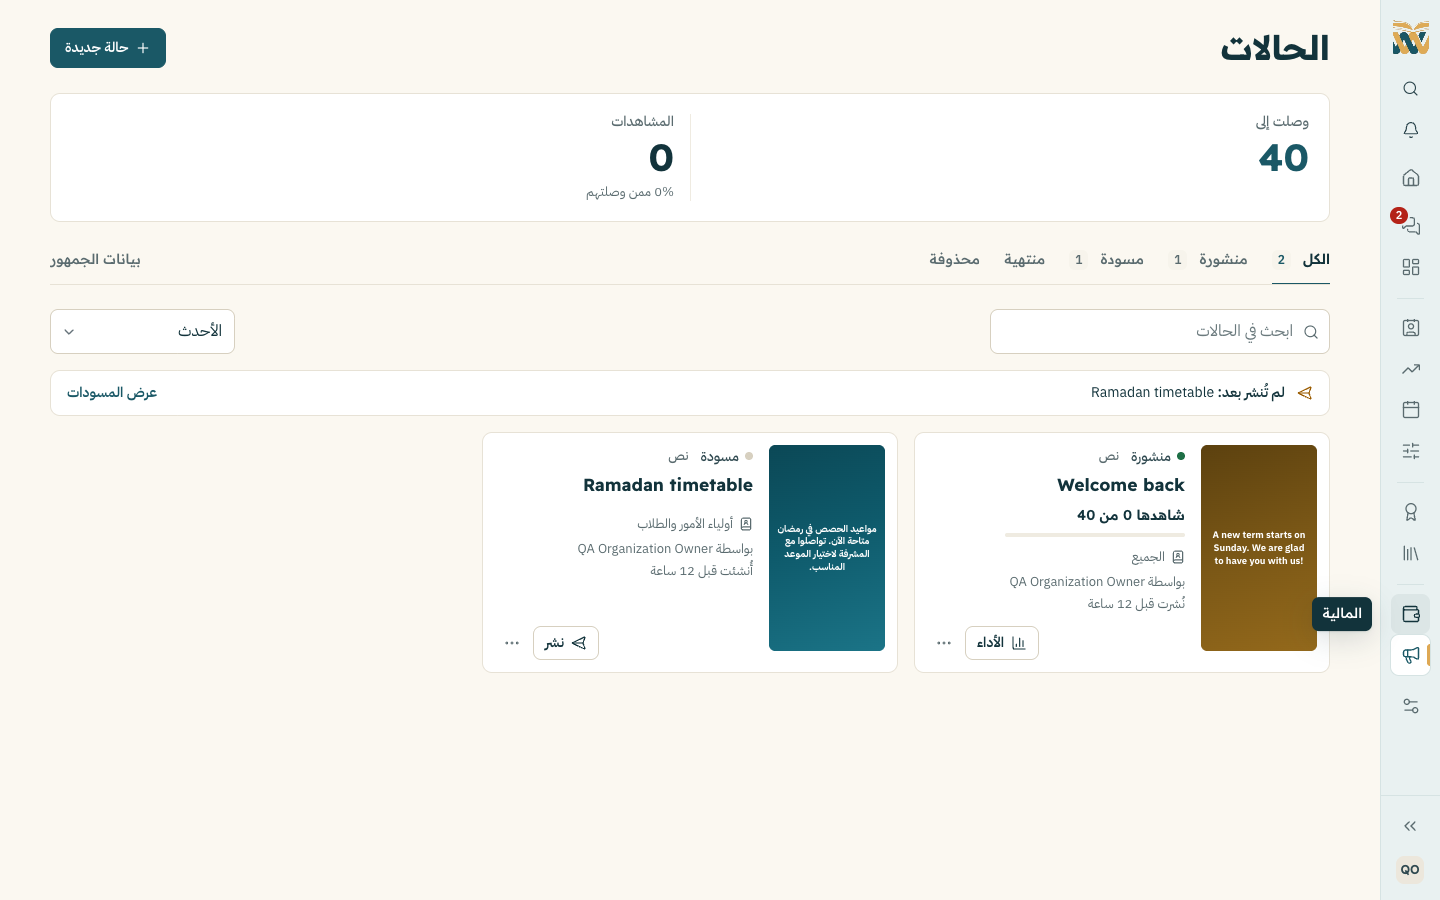 الحالات
حالة جديدة
وصلت إلى
40
المشاهدات
0
0% ممن وصلتهم
الكل 2
منشورة 1
مسودة 1
منتهية
محذوفة
بيانات الجمهور
ابحث في الحالات
الأحدث
لم تُنشر بعد: Ramadan timetable
عرض المسودات
A new term starts on
Sunday. We are glad
to have you with us!
منشورة نص
Welcome back
شاهدها 0 من 40
الجميع
بواسطة QA Organization Owner
نُشرت قبل 12 ساعة
الأداء
مواعيد الحصص في رمضان
متاحة الآن. تواصلوا مع
المشرفة لاختيار الموعد
المناسب.
مسودة نص
Ramadan timetable
أولياء الأمور والطلاب
بواسطة QA Organization Owner
أُنشئت قبل 12 ساعة
نشر
2
المالية
QO